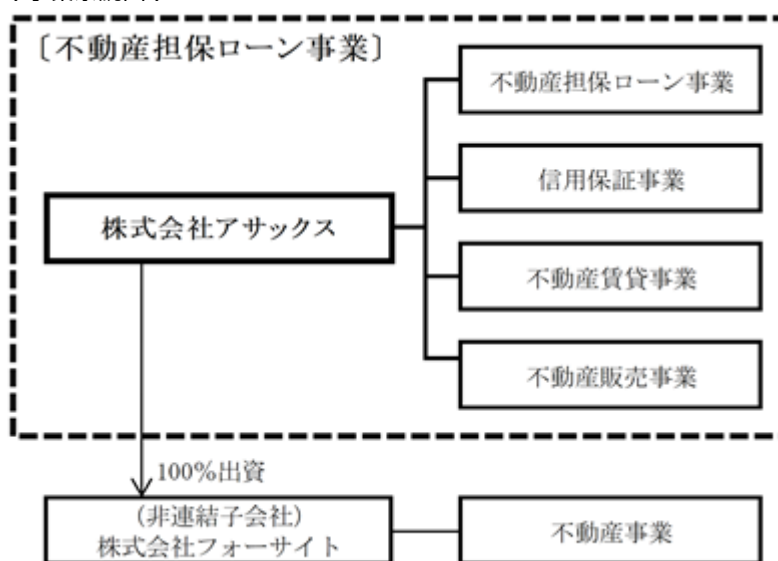 〔不動産担保ローン事業〕
不動産担保ローン事業
信用保証事業
株式会社アサックス
不動産賃貸事業
不動産販売事業
100%出資
(非連結子会社)
株式会社フォーサイト
不動産事業